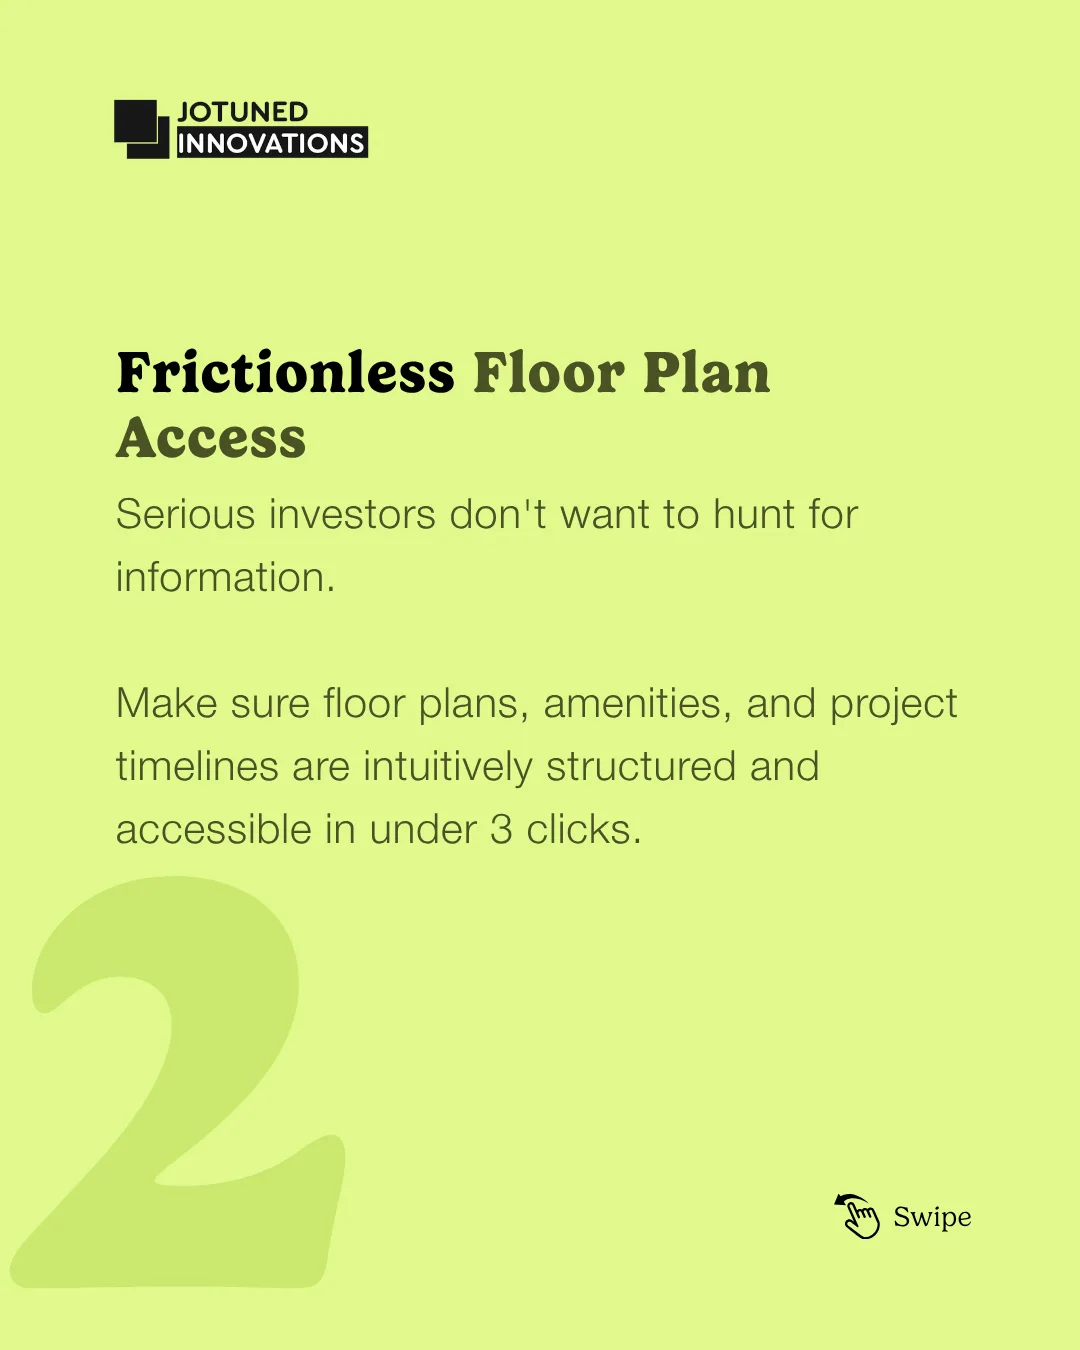 JOTUNED
INNOVATIONS
Frictionless Floor Plan
Access
Serious investors don't want to hunt for
information.
Make sure floor plans, amenities, and project
timelines are intuitively structured and
accessible in under 3 clicks.
2
Swipe